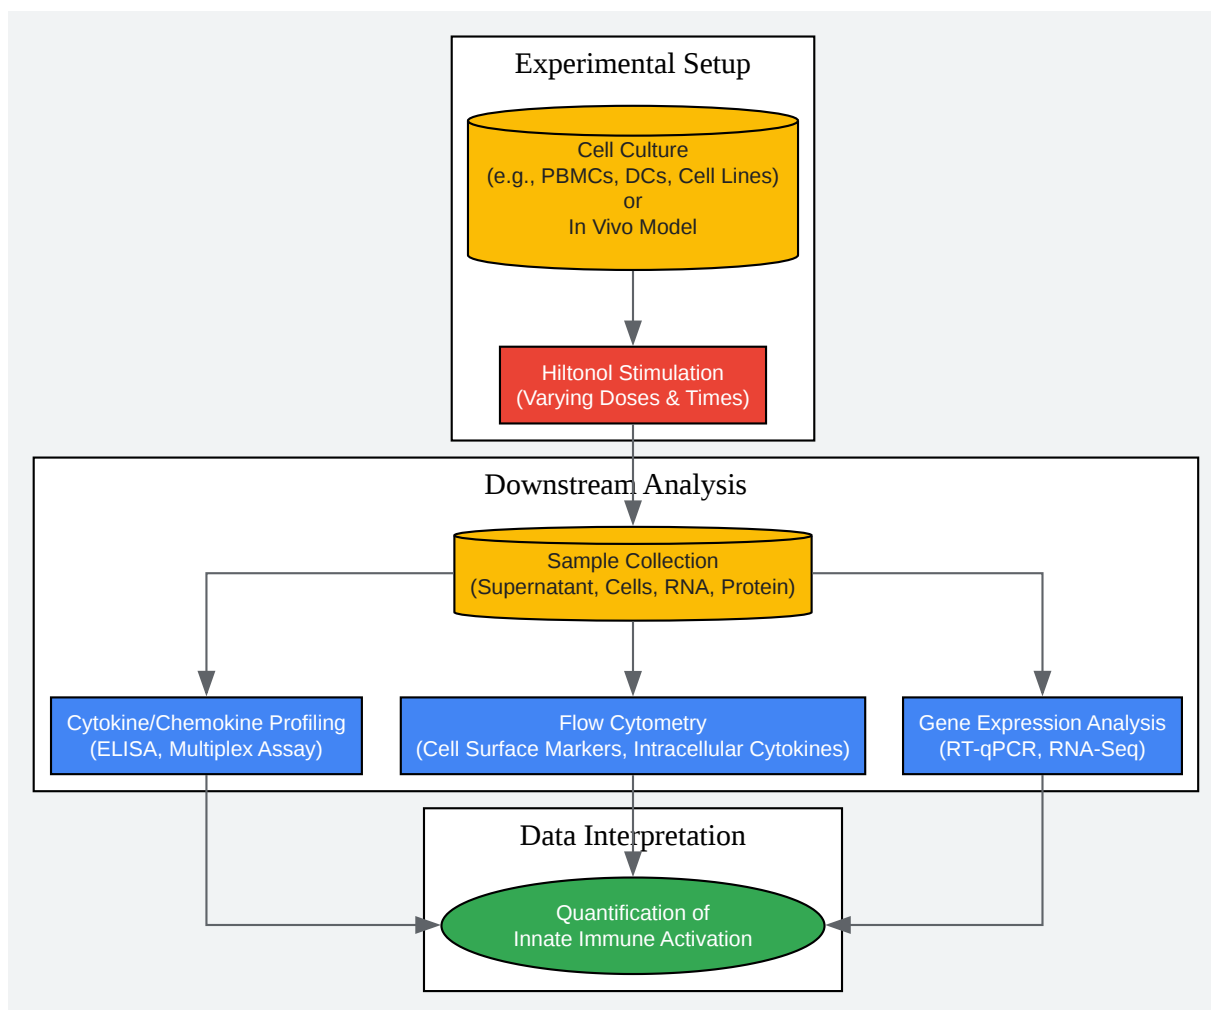 Experimental Setup
Cell Culture
(e.g., PBMCs, DCs, Cell Lines)
or
In Vivo Model
Hiltonol Stimulation
(Varying Doses & Times)
Downstream Analysis
Sample Collection
(Supernatant, Cells, RNA, Protein)
Cytokine/Chemokine Profiling
(ELISA, Multiplex Assay)
Flow Cytometry
(Cell Surface Markers, Intracellular Cytokines)
Gene Expression Analysis
(RT-qPCR, RNA-Seq)
Data Interpretation
Quantification of
Innate Immune Activation